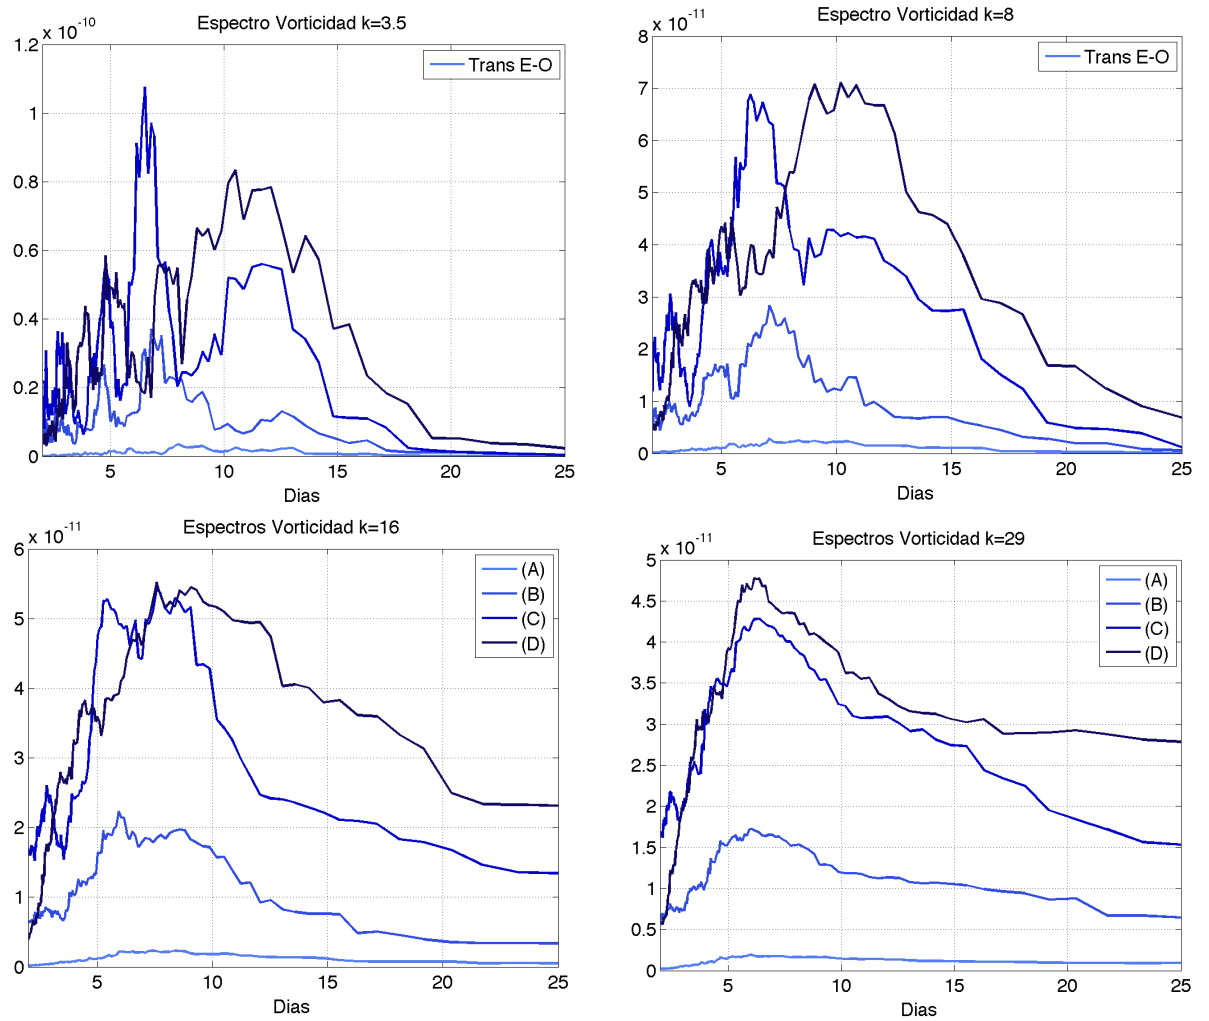 Espectro Vorticidad k=3.5
x 10-10
1.2
1
0.8
0.6
0.4
0.2
0
5
10
15
20
25
Dias
Trans E-O
Espectro Vorticidad k=8
x 10-11
8
7
6
5
4
3
2
1
0
5
10
15
20
25
Dias
Trans E-O
Espectros Vorticidad k=16
x 10-11
6
5
4
3
2
1
0
5
10
15
20
25
Dias
(A)
(B)
(C)
(D)
Espectros Vorticidad k=29
x 10-11
5
4.5
4
3.5
3
2.5
2
1.5
1
0.5
0
5
10
15
20
25
Dias
(A)
(B)
(C)
(D)